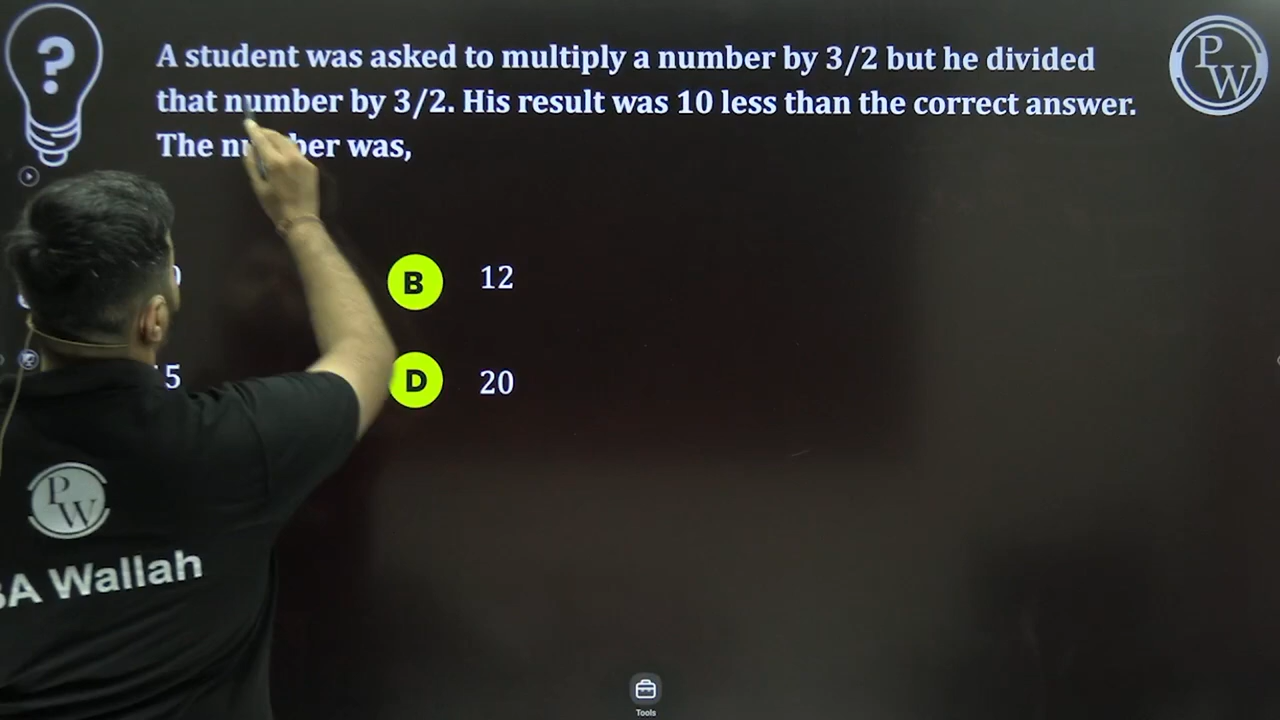 A student was asked to multiply a number by 3/2 but he divided
that number by 3/2. His result was 10 less than the correct answer.
The number was,
PW
B 12
D 20
PW
Wallah
Tools